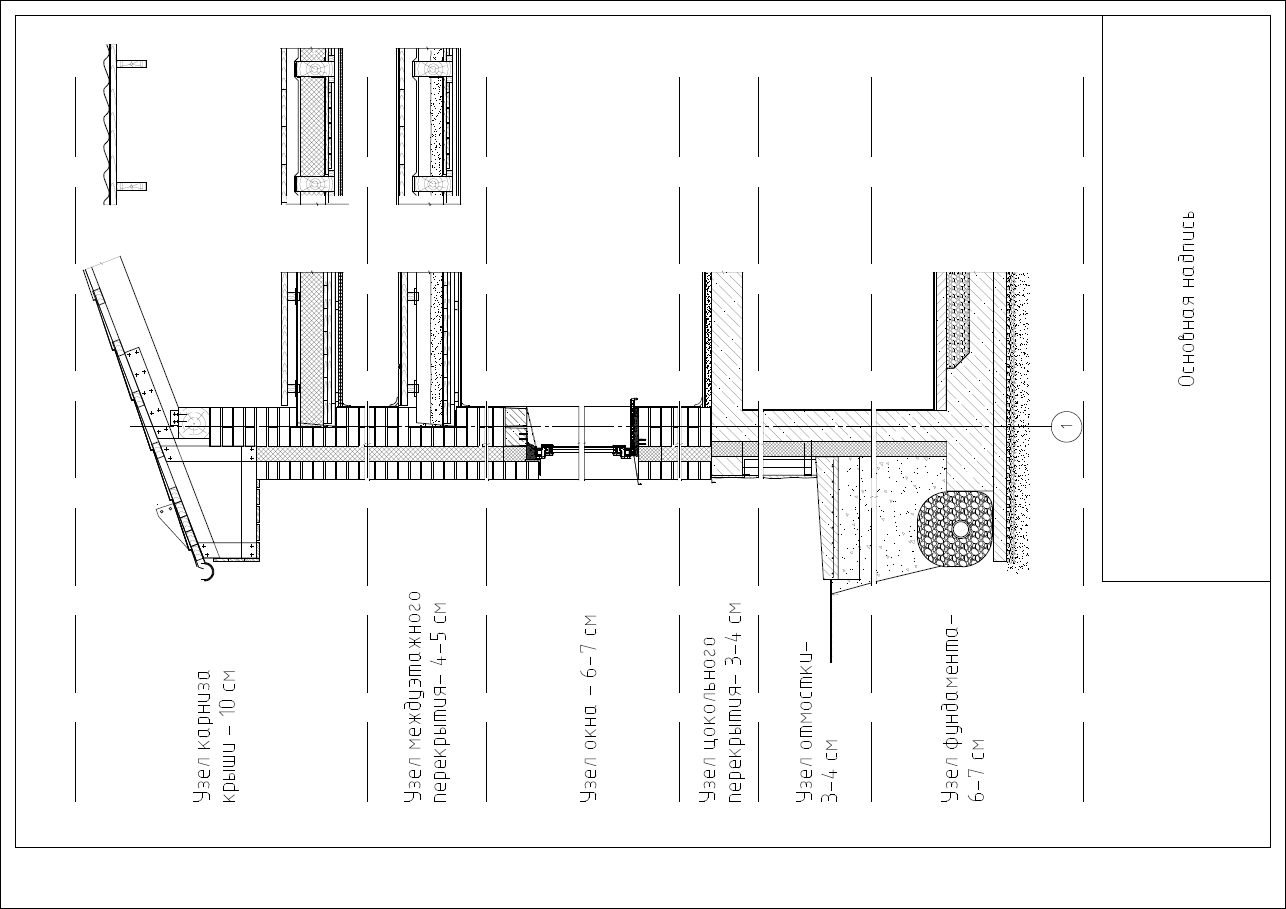 Узел карниза
крыши – 10 см
Узел междуэтажного
перекрытия– 4–5 см
Узел окна – 6–7 см
Узел цокольного
перекрытия– 3–4 см
Узел отмостки–
3–4 см
Узел фундамента–
6–7 см
1
Основная надпись